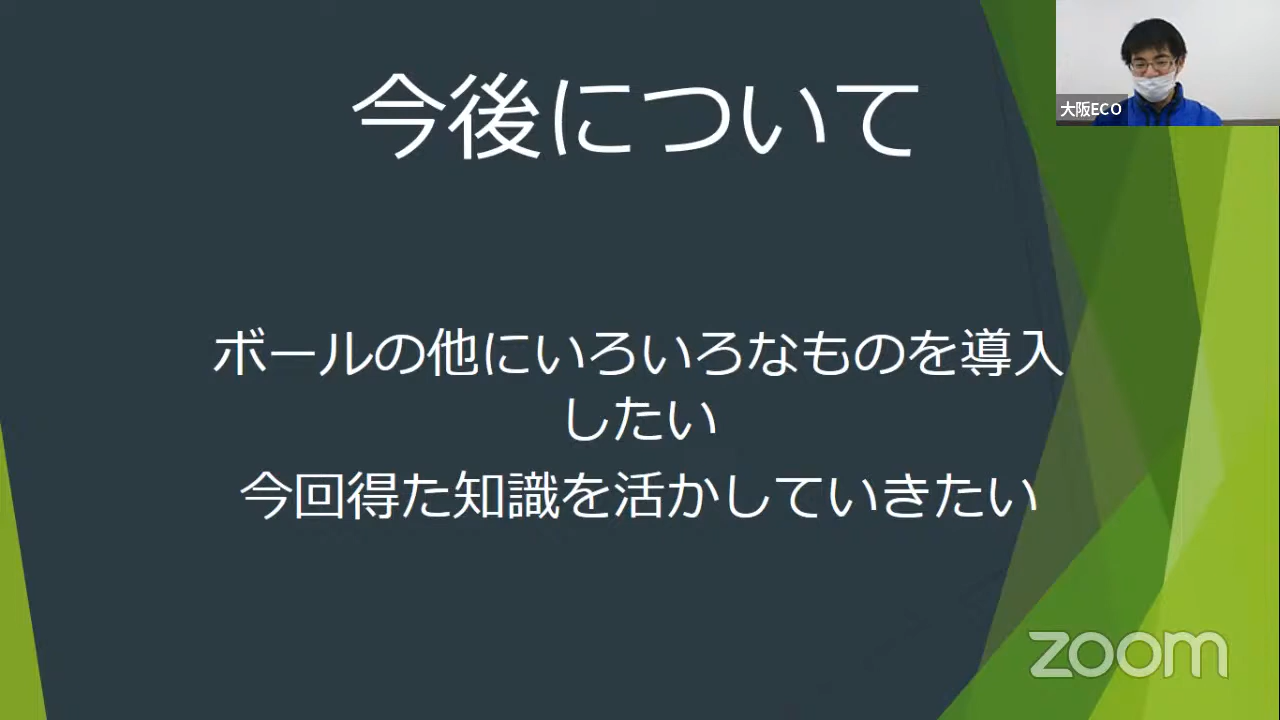 今後について
大阪ECO
ボールの他にいろいろなものを導入
したい
今回得た知識を活かしていきたい
zoom